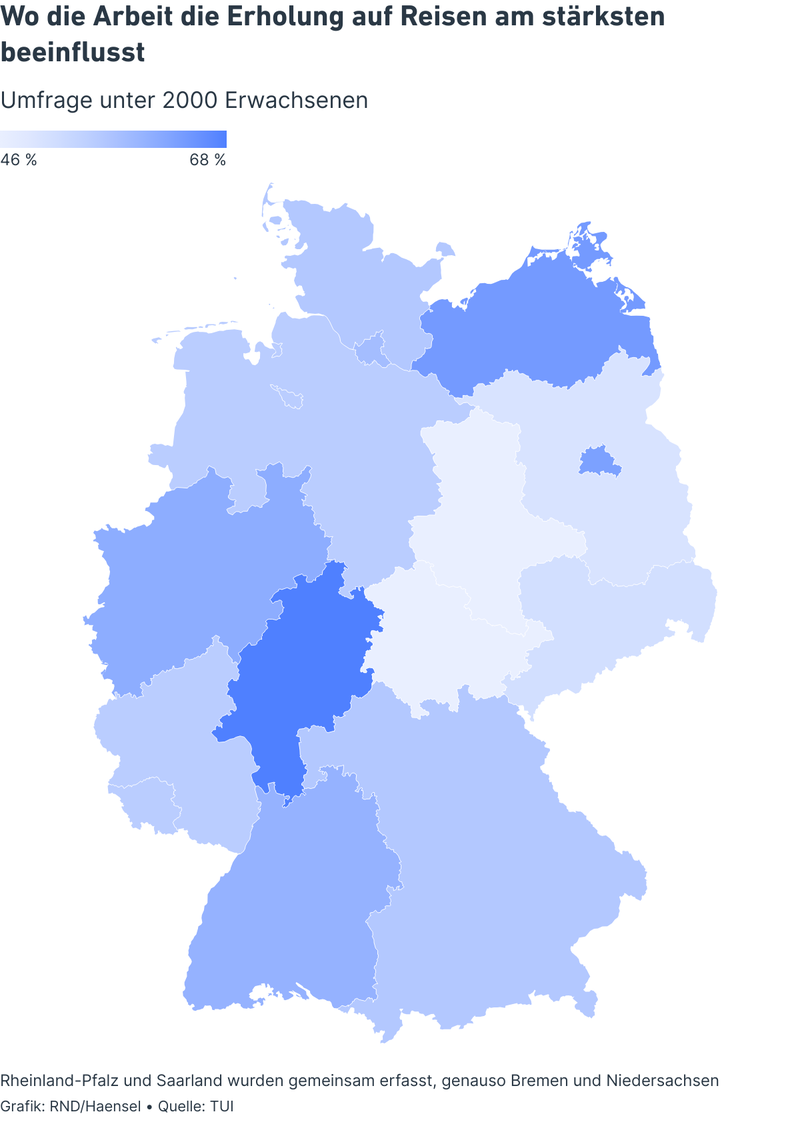 Wo die Arbeit die Erholung auf Reisen am stärksten
beeinflusst
Umfrage unter 2000 Erwachsenen
46 % 68 %
Rheinland-Pfalz und Saarland wurden gemeinsam erfasst, genauso Bremen und Niedersachsen
Grafik: RND/Haensel • Quelle: TUI